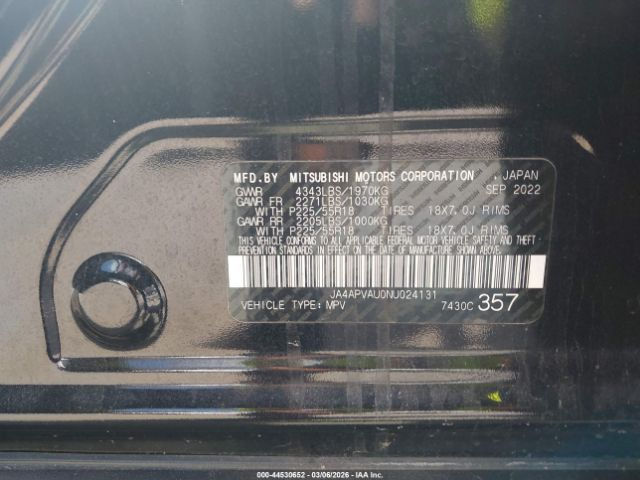 MFD.BY MITSUBISHI MOTORS CORPORATION , JAPAN
GVWR 4343LBS/1970KG SEP 2022
GAWR FR 2271LBS/1030KG
WITH P225/55R18 TIRES 18X7.0J RIMS
GAWR RR 2205LBS/1000KG
WITH P225/55R18 TIRES 18X7.0J RIMS
THIS VEHICLE CONFORMS TO ALL APPLICABLE FEDERAL MOTOR VEHICLE SAFETY AND
THEFT PREVENTION STANDARDS IN EFFECT ON THE DATE OF MANUFACTURE SHOWN ABOVE.
JA4APVAU0NU024131
VEHICLE TYPE: MPV 7430C 357
00-44530652 - 03/06/2026 - © IAA Holdings, LLC